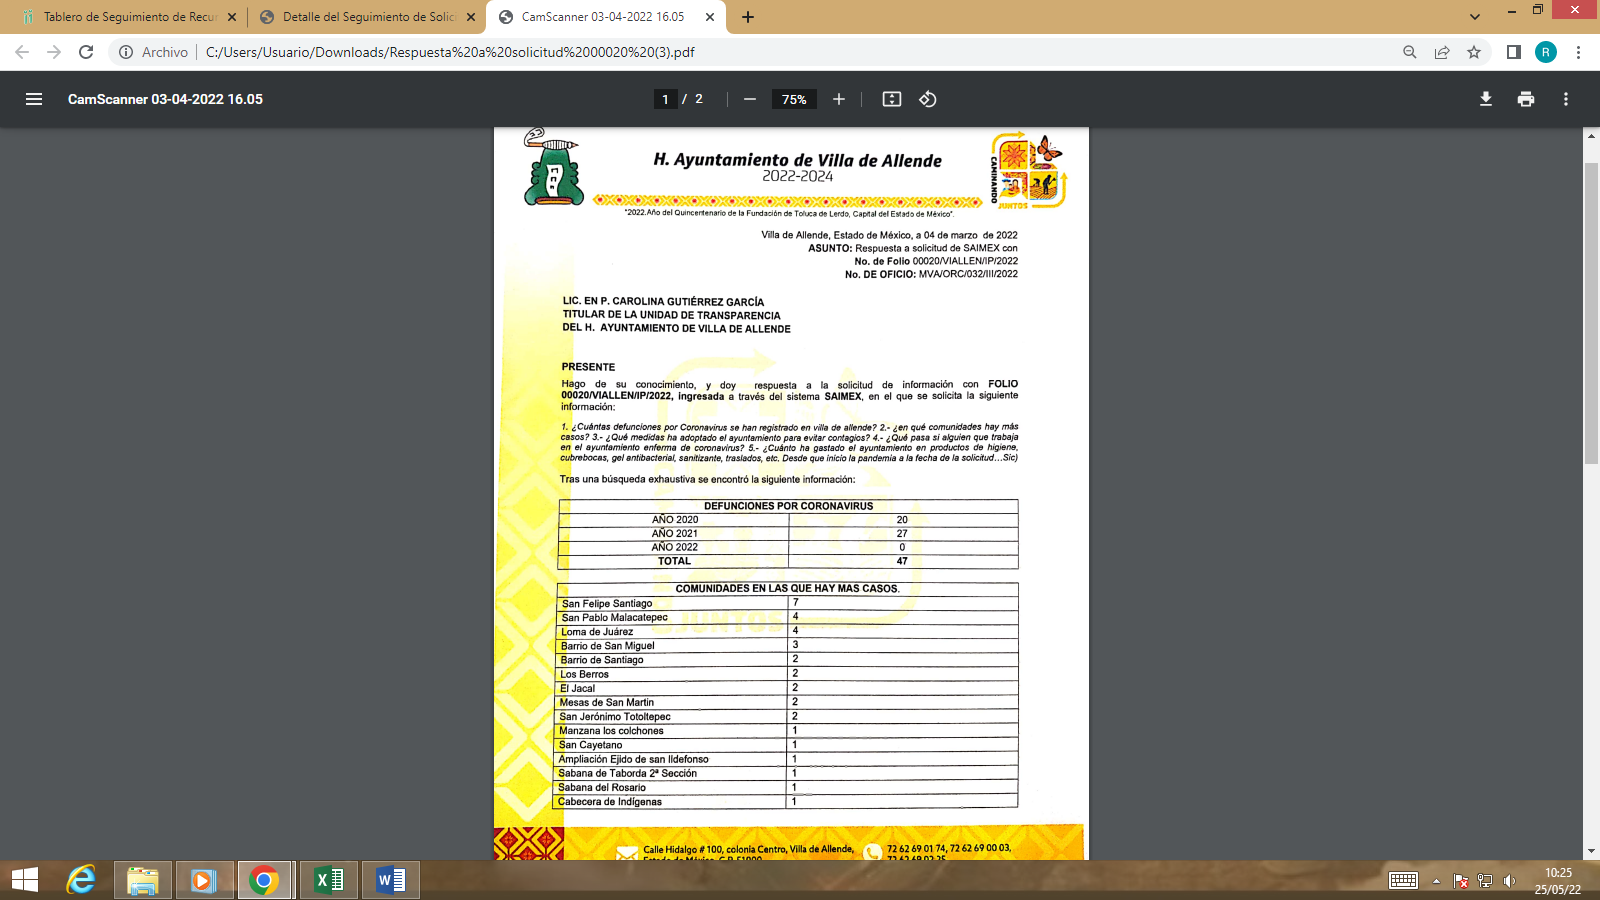 Tablero de Seguimiento de Recur
Detalle del Seguimiento de Solici
CamScanner 03-04-2022 16.05
Archivo
C:/Users/Usuario/Downloads/Respuesta%20a%20solicitud%2000020%20(3).pdf
R
CamScanner 03-04-2022 16.05
1 / 2
75%
H. Ayuntamiento de Villa de Allende
2022-2024
CAMINANDO
JUNTOS
"2022.Año del Quincentenario de la Fundación de Toluca de Lerdo, Capital del Estado de México".
Villa de Allende, Estado de México, a 04 de marzo de 2022
ASUNTO: Respuesta a solicitud de SAIMEX con
No. de Folio 00020/VIALLEN/IP/2022
No. DE OFICIO: MVA/ORC/032/III/2022
LIC. EN P. CAROLINA GUTIÉRREZ GARCÍA
TITULAR DE LA UNIDAD DE TRANSPARENCIA
DEL H. AYUNTAMIENTO DE VILLA DE ALLENDE
PRESENTE
Hago de su conocimiento, y doy respuesta a la solicitud de información con FOLIO
00020/VIALLEN/IP/2022, ingresada a través del sistema SAIMEX, en el que se solicita la siguiente
información:
1. ¿Cuántas defunciones por Coronavirus se han registrado en villa de allende? 2.- ¿en qué comunidades hay más
casos? 3.- ¿Qué medidas ha adoptado el ayuntamiento para evitar contagios? 4.- ¿Qué pasa si alguien que trabaja
en el ayuntamiento enferma de coronavirus? 5.- ¿Cuánto ha gastado el ayuntamiento en productos de higiene,
cubrebocas, gel antibacterial, sanitizante, traslados, etc. Desde que inicio la pandemia a la fecha de la solicitud...Sic)
Tras una búsqueda exhaustiva se encontró la siguiente información:
DEFUNCIONES POR CORONAVIRUS
AÑO 2020 20
AÑO 2021 27
AÑO 2022 0
TOTAL 47
COMUNIDADES EN LAS QUE HAY MAS CASOS.
San Felipe Santiago 7
San Pablo Malacatepec 4
Loma de Juárez 4
Barrio de San Miguel 3
Barrio de Santiago 2
Los Berros 2
El Jacal 2
Mesas de San Martin 2
San Jerónimo Totoltepec 2
Manzana los colchones 1
San Cayetano 1
Ampliación Ejido de san Ildefonso 1
Sabana de Taborda 2ª Sección 1
Sabana del Rosario 1
Cabecera de Indígenas 1
JUNTOS
Calle Hidalgo # 100, colonia Centro, Villa de Allende,
Estado de México, C.P. 51000
72 62 69 01 74, 72 62 69 00 03,
72 62 69 02 25
10:25
25/05/22